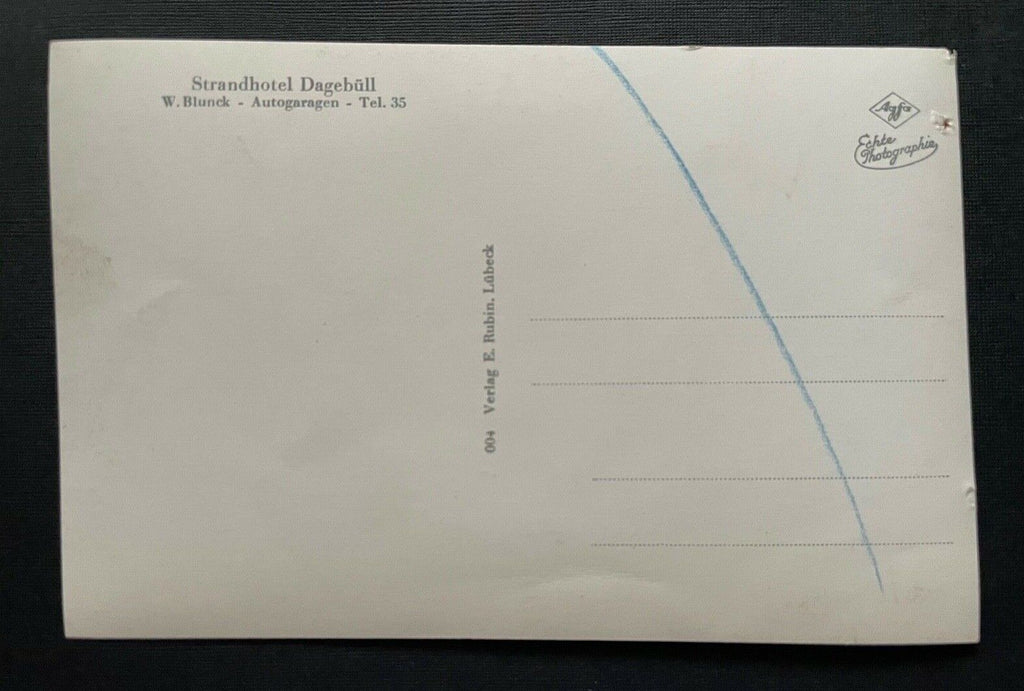 Strandhotel Dagebüll
W. Blunck - Autogaragen - Tel. 35
Agfa
Echte
Photographie
004 Verlag E. Rubin, Lübeck